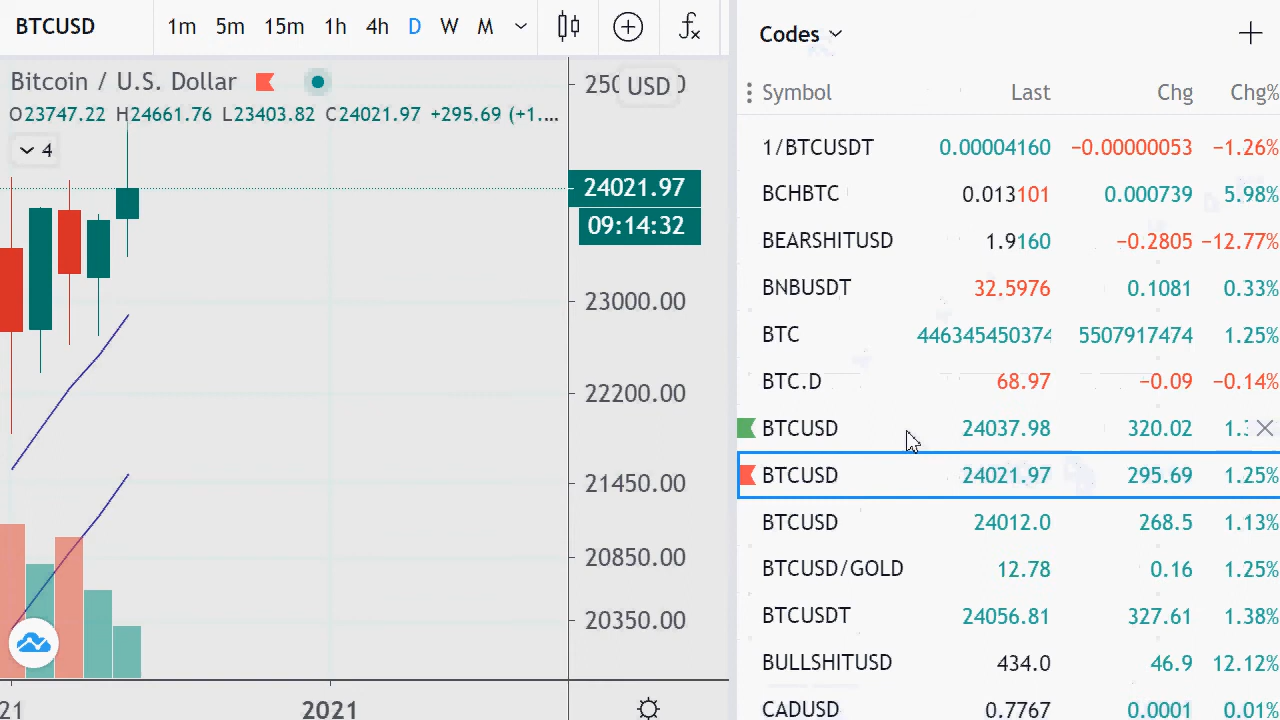 BTCUSD 1m 5m 15m 1h 4h D W M fx
Bitcoin / U.S. Dollar
O23747.22 H24661.76 L23403.82 C24021.97 +295.69 (+1....
4
USD
24021.97
09:14:32
23000.00
22200.00
21450.00
20850.00
20350.00
21 2021
Codes
Symbol Last Chg Chg%
1/BTCUSDT 0.00004160 −0.00000053 −1.26%
BCHBTC 0.013101 0.000739 5.98%
BEARSHITUSD 1.9160 −0.2805 −12.77%
BNBUSDT 32.5976 0.1081 0.33%
BTC 446345450374 5507917474 1.25%
BTC.D 68.97 −0.09 −0.14%
BTCUSD 24037.98 320.02
BTCUSD 24021.97 295.69 1.25%
BTCUSD 24012.0 268.5 1.13%
BTCUSD/GOLD 12.78 0.16 1.25%
BTCUSDT 24056.81 327.61 1.38%
BULLSHITUSD 434.0 46.9 12.12%
CADUSD 0.7767 0.0001 0.01%